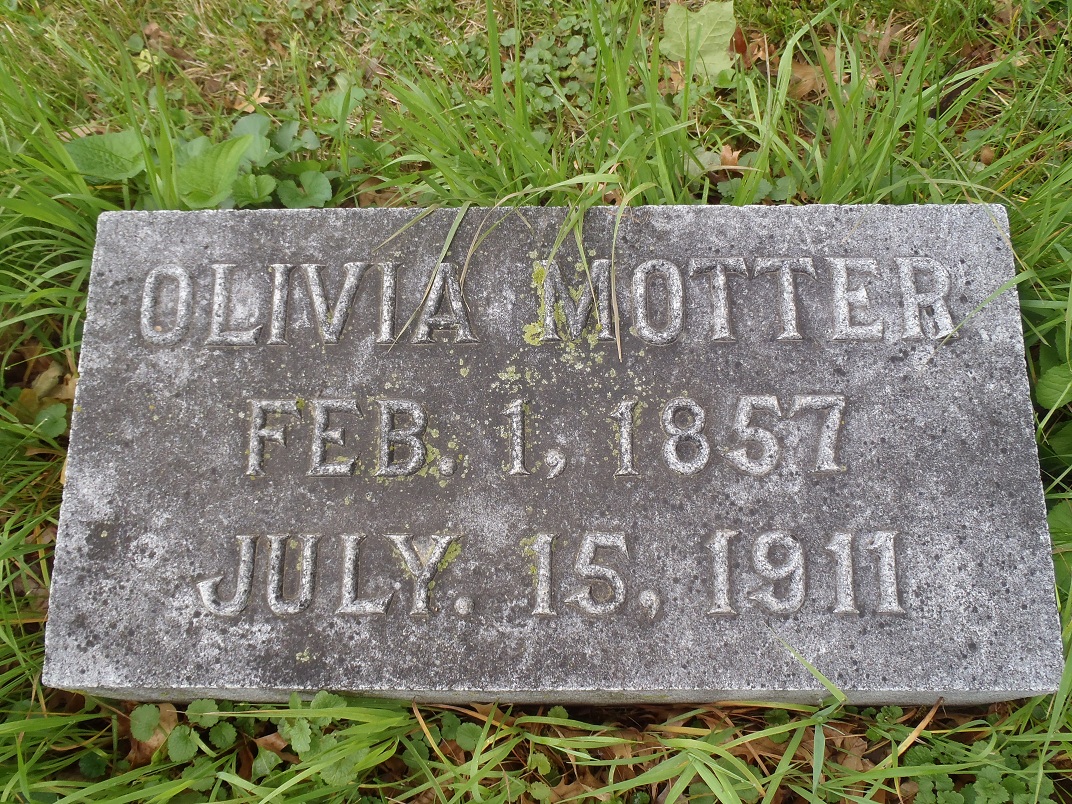 OLIVIA MOTTER.
FEB. 1, 1857
JULY. 15, 1911